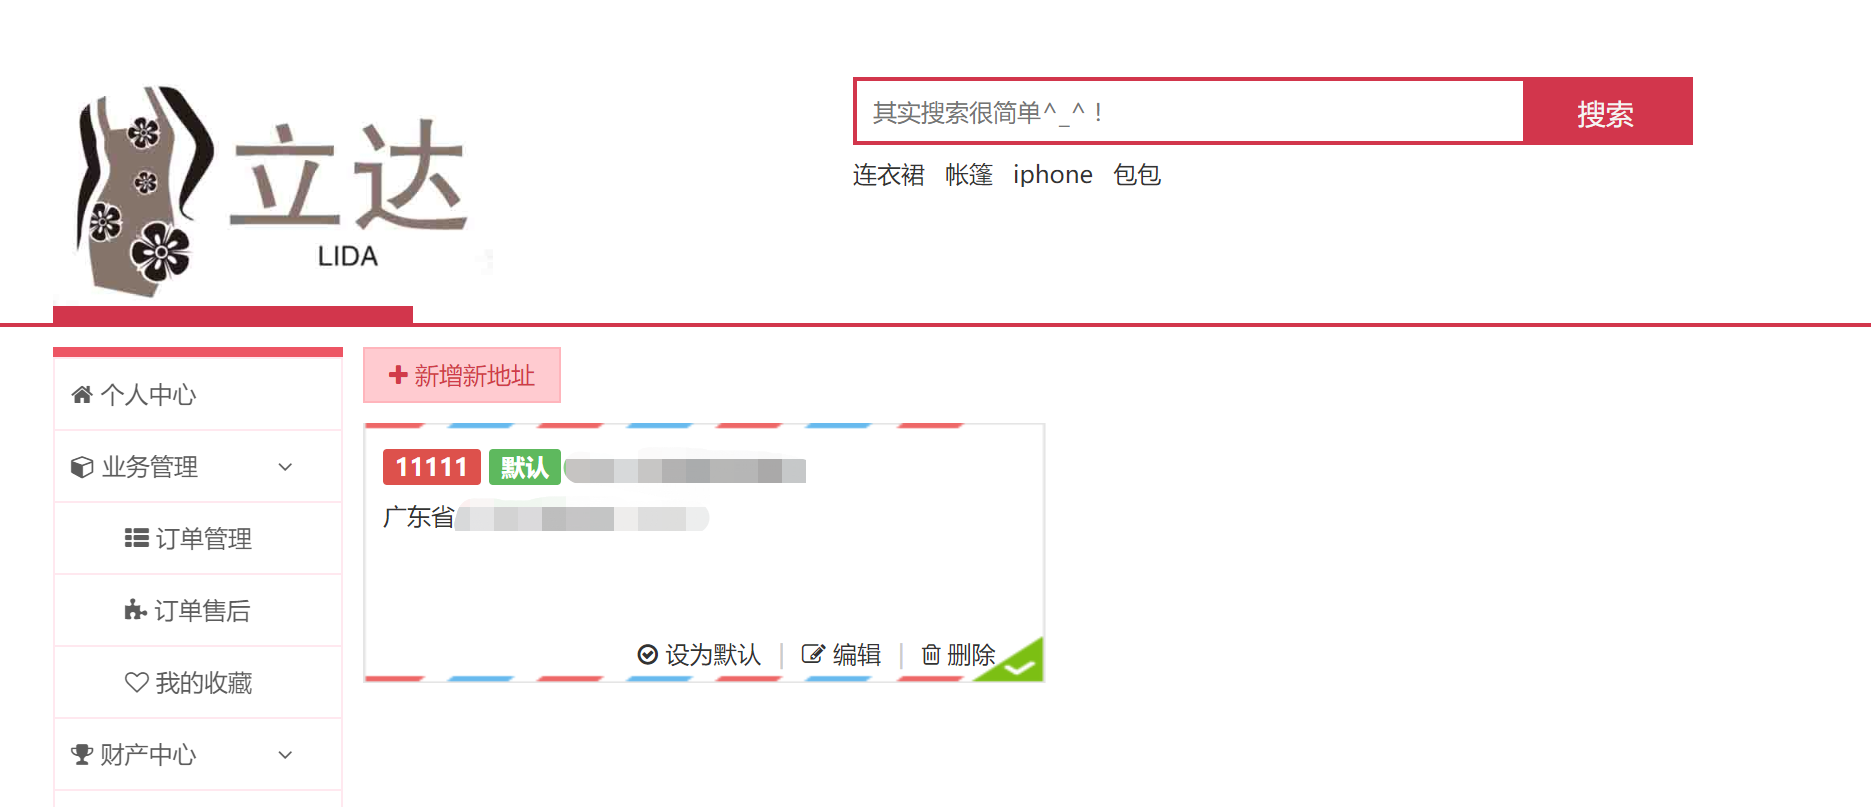 立达
LIDA
其实搜索很简单^_^！
搜索
连衣裙 帐篷 iphone 包包
个人中心
业务管理
订单管理
订单售后
我的收藏
财产中心
新增新地址
11111 默认
广东省
设为默认 | 编辑 | 删除